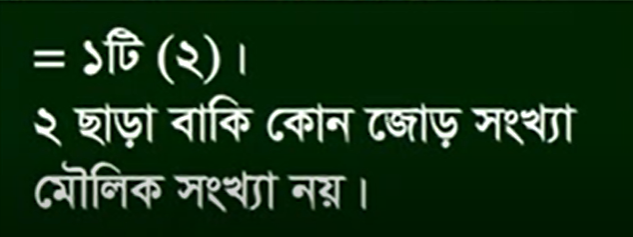 = ১টি (২) ।
২ ছাড়া বাকি কোন জোড় সংখ্যা
মৌলিক সংখ্যা নয় ।